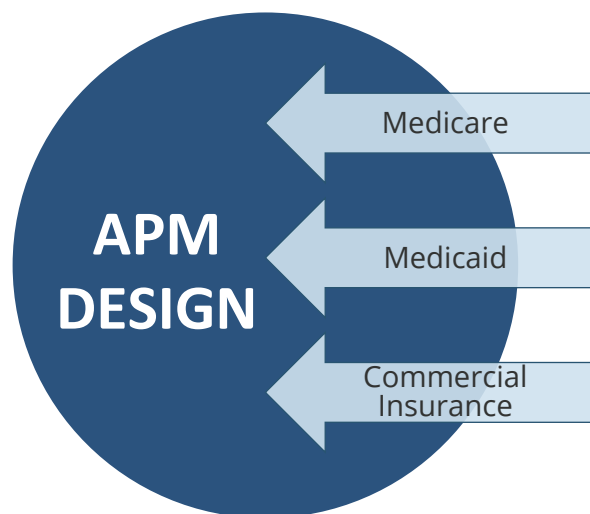 APM
DESIGN
Medicare
Medicaid
Commercial
Insurance